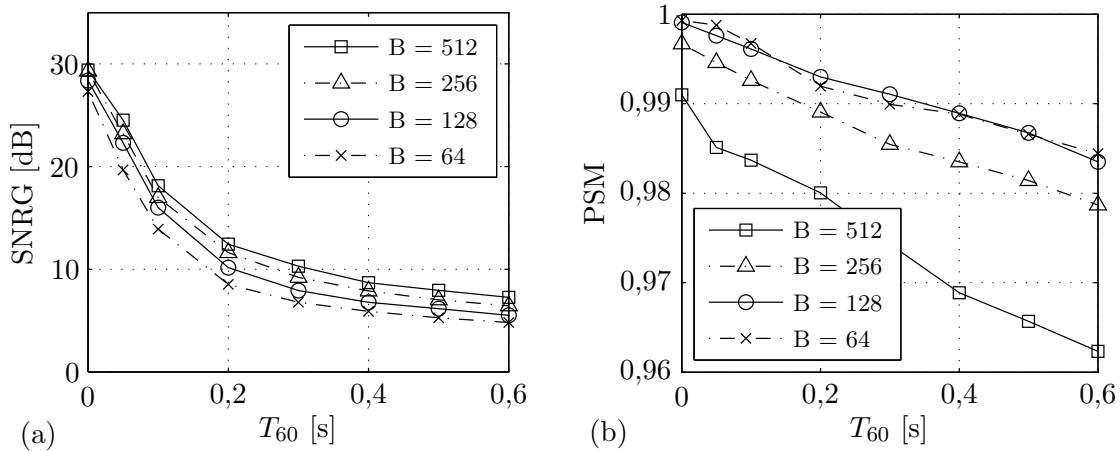 SNRG [dB]
30
20
10
0
0
0,2
0,4
0,6
T60 [s]
(a)
B = 512
B = 256
B = 128
B = 64
PSM
1
0,99
0,98
0,97
0,96
0
0,2
0,4
0,6
T60 [s]
(b)
B = 512
B = 256
B = 128
B = 64